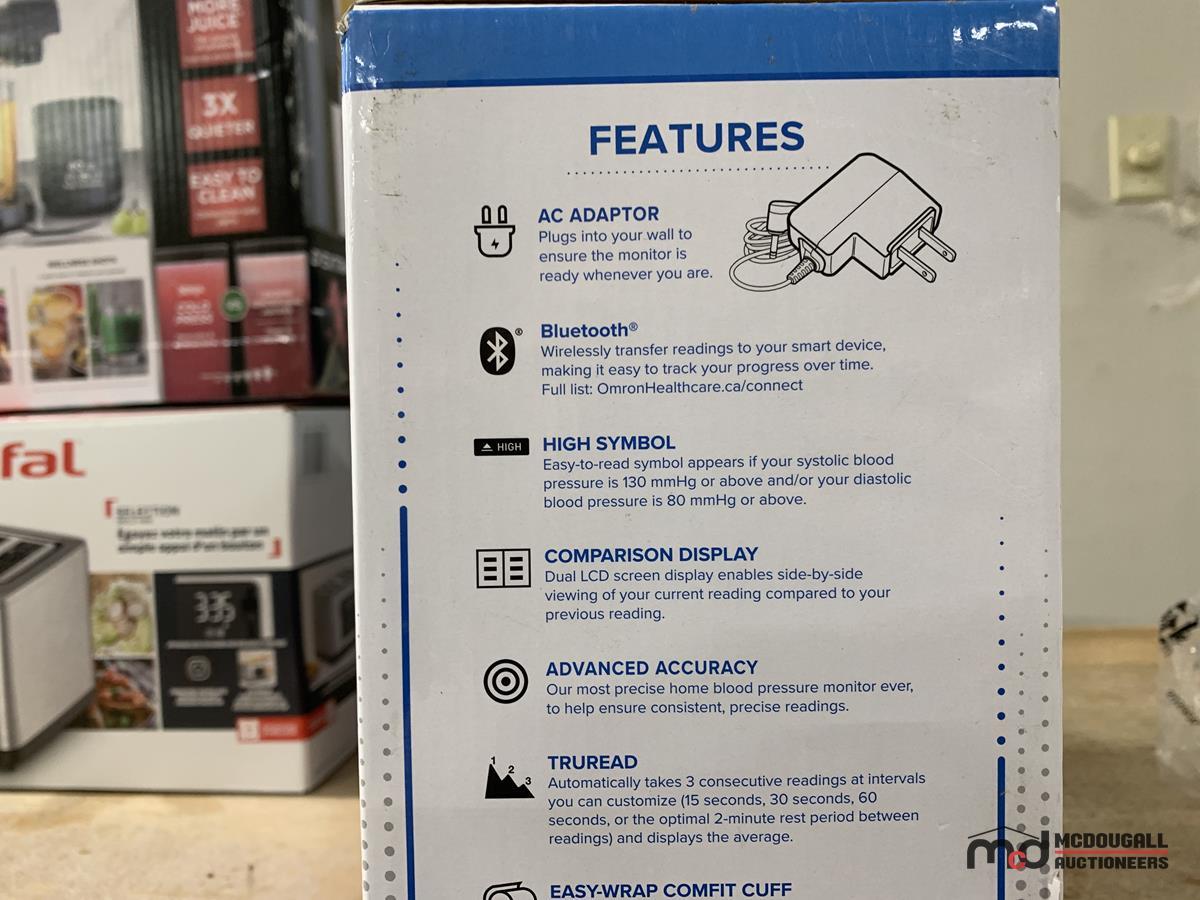 MORE
JUICE
3X
QUIETER
EASY TO
CLEAN
COLD
PRESS
fal
SELECTION
FEATURES
AC ADAPTOR
Plugs into your wall to
ensure the monitor is
ready whenever you are.
Bluetooth®
Wirelessly transfer readings to your smart device,
making it easy to track your progress over time.
Full list: OmronHealthcare.ca/connect
HIGH
HIGH SYMBOL
Easy-to-read symbol appears if your systolic blood
pressure is 130 mmHg or above and/or your diastolic
blood pressure is 80 mmHg or above.
COMPARISON DISPLAY
Dual LCD screen display enables side-by-side
viewing of your current reading compared to your
previous reading.
ADVANCED ACCURACY
Our most precise home blood pressure monitor ever,
to help ensure consistent, precise readings.
1 2 3
TRUREAD
Automatically takes 3 consecutive readings at intervals
you can customize (15 seconds, 30 seconds, 60
seconds, or the optimal 2-minute rest period between
readings) and displays the average.
EASY-WRAP COMFIT CUFF
mcd MCDOUGALL
AUCTIONEERS